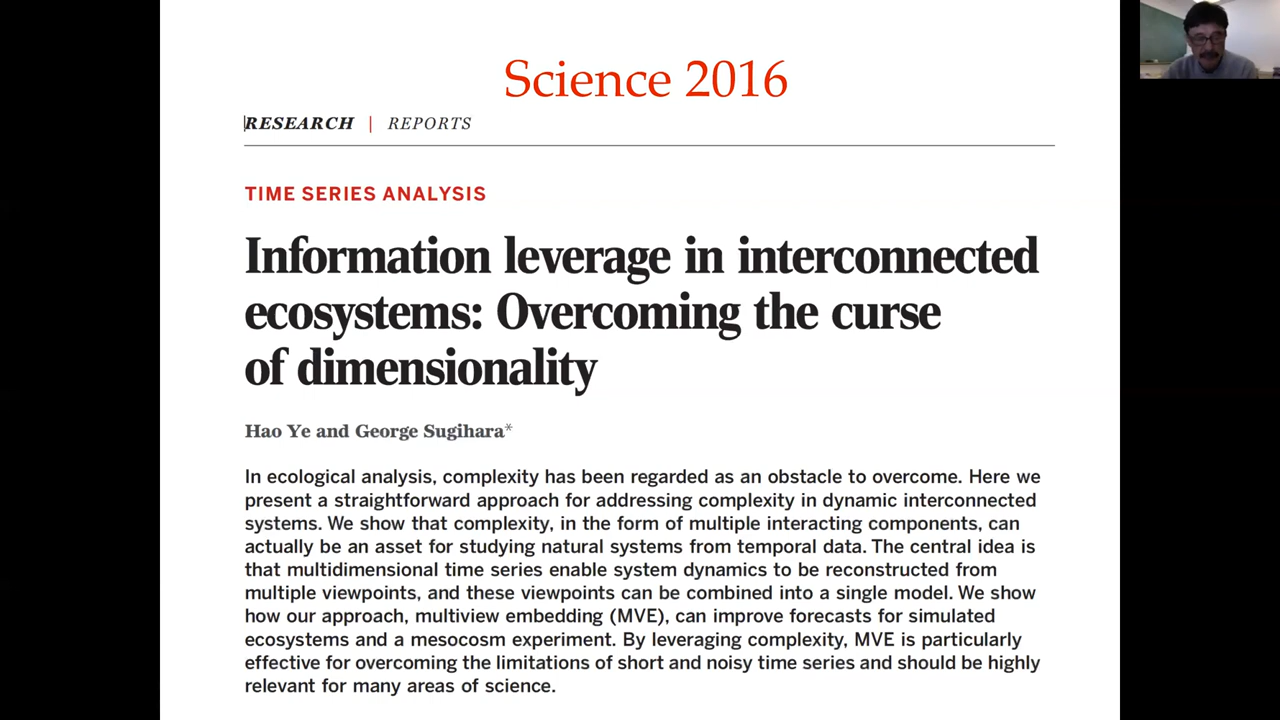 Science 2016
RESEARCH | REPORTS
TIME SERIES ANALYSIS
Information leverage in interconnected
ecosystems: Overcoming the curse
of dimensionality
Hao Ye and George Sugihara*
In ecological analysis, complexity has been regarded as an obstacle to overcome. Here we
present a straightforward approach for addressing complexity in dynamic interconnected
systems. We show that complexity, in the form of multiple interacting components, can
actually be an asset for studying natural systems from temporal data. The central idea is
that multidimensional time series enable system dynamics to be reconstructed from
multiple viewpoints, and these viewpoints can be combined into a single model. We show
how our approach, multiview embedding (MVE), can improve forecasts for simulated
ecosystems and a mesocosm experiment. By leveraging complexity, MVE is particularly
effective for overcoming the limitations of short and noisy time series and should be highly
relevant for many areas of science.